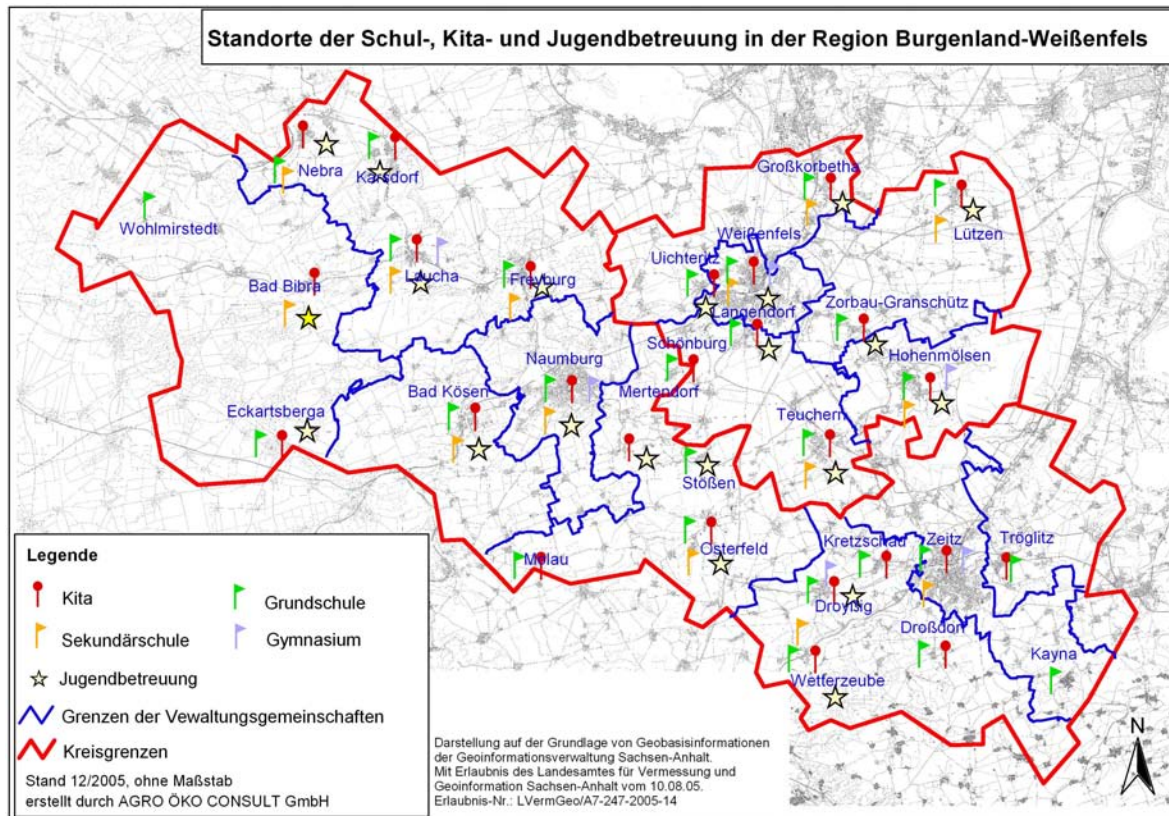 Standorte der Schul-, Kita- und Jugendbetreuung in der Region Burgenland-Weißenfels
Nebra
Karsdorf
Großkorbetha
Wohlmirstedt
Lützen
Weißenfels
Uichteritz
Bad Bibra
Laucha
Freyburg
Langendorf
Zorbau-Granschütz
Schönburg
Hohenmölsen
Naumburg
Mertendorf
Bad Kösen
Eckartsberga
Teuchern
Stößen
Osterfeld
Kretzschau
Zeitz
Tröglitz
Molau
Droyßig
Droßdorf
Kayna
Wetterzeube
Legende
Kita
Grundschule
Sekundärschule
Gymnasium
Jugendbetreuung
Grenzen der Vewaltungsgemeinschaften
Kreisgrenzen
Stand 12/2005, ohne Maßstab
erstellt durch AGRO ÖKO CONSULT GmbH
Darstellung auf der Grundlage von Geobasisinformationen
der Geoinformationsverwaltung Sachsen-Anhalt.
Mit Erlaubnis des Landesamtes für Vermessung und
Geoinformation Sachsen-Anhalt vom 10.08.05.
Erlaubnis-Nr.: LVermGeo/A7-247-2005-14
N